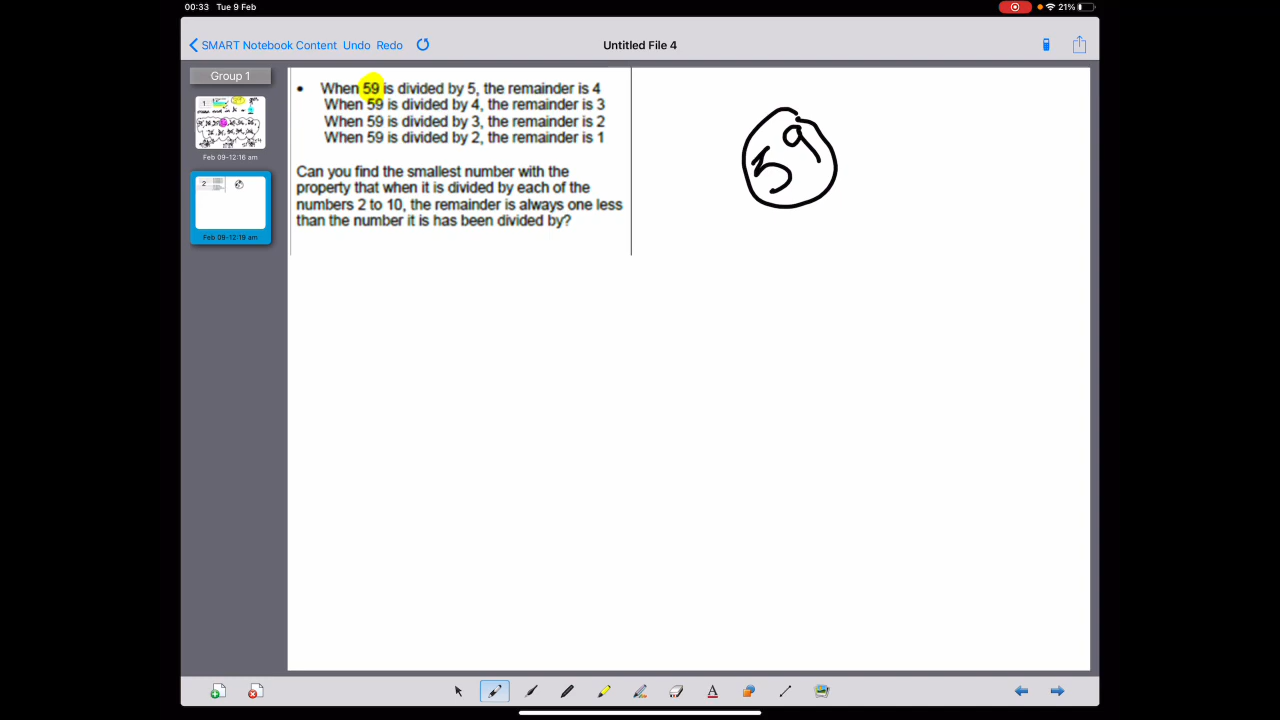 00:33 Tue 9 Feb
21%
SMART Notebook Content Undo Redo
Untitled File 4
Group 1
1
Feb 09-12:16 am
2
Feb 09-12:19 am
• When 59 is divided by 5, the remainder is 4
When 59 is divided by 4, the remainder is 3
When 59 is divided by 3, the remainder is 2
When 59 is divided by 2, the remainder is 1
Can you find the smallest number with the
property that when it is divided by each of the
numbers 2 to 10, the remainder is always one less
than the number it is has been divided by?
59
A